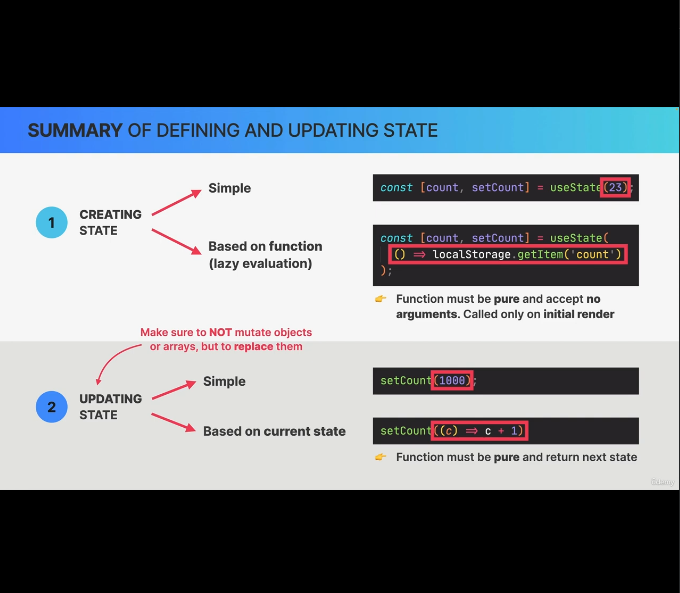 SUMMARY OF DEFINING AND UPDATING STATE
1
CREATING
STATE
Simple
const [count, setCount] = useState(23);
Based on function
(lazy evaluation)
const [count, setCount] = useState(
() => localStorage.getItem('count')
);
👉 Function must be pure and accept no
arguments. Called only on initial render
Make sure to NOT mutate objects
or arrays, but to replace them
2
UPDATING
STATE
Simple
setCount(1000);
Based on current state
setCount((c) => c + 1)
👉 Function must be pure and return next state
Udemy